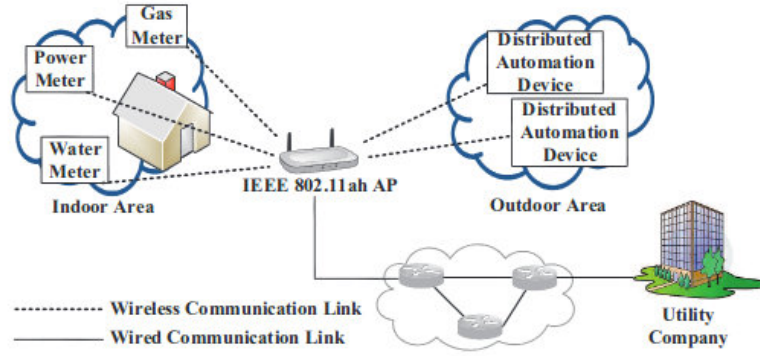 Gas
Meter
Power
Meter
Water
Meter
Indoor Area
IEEE 802.11ah AP
Distributed
Automation
Device
Distributed
Automation
Device
Outdoor Area
Wireless Communication Link
Wired Communication Link
Utility
Company